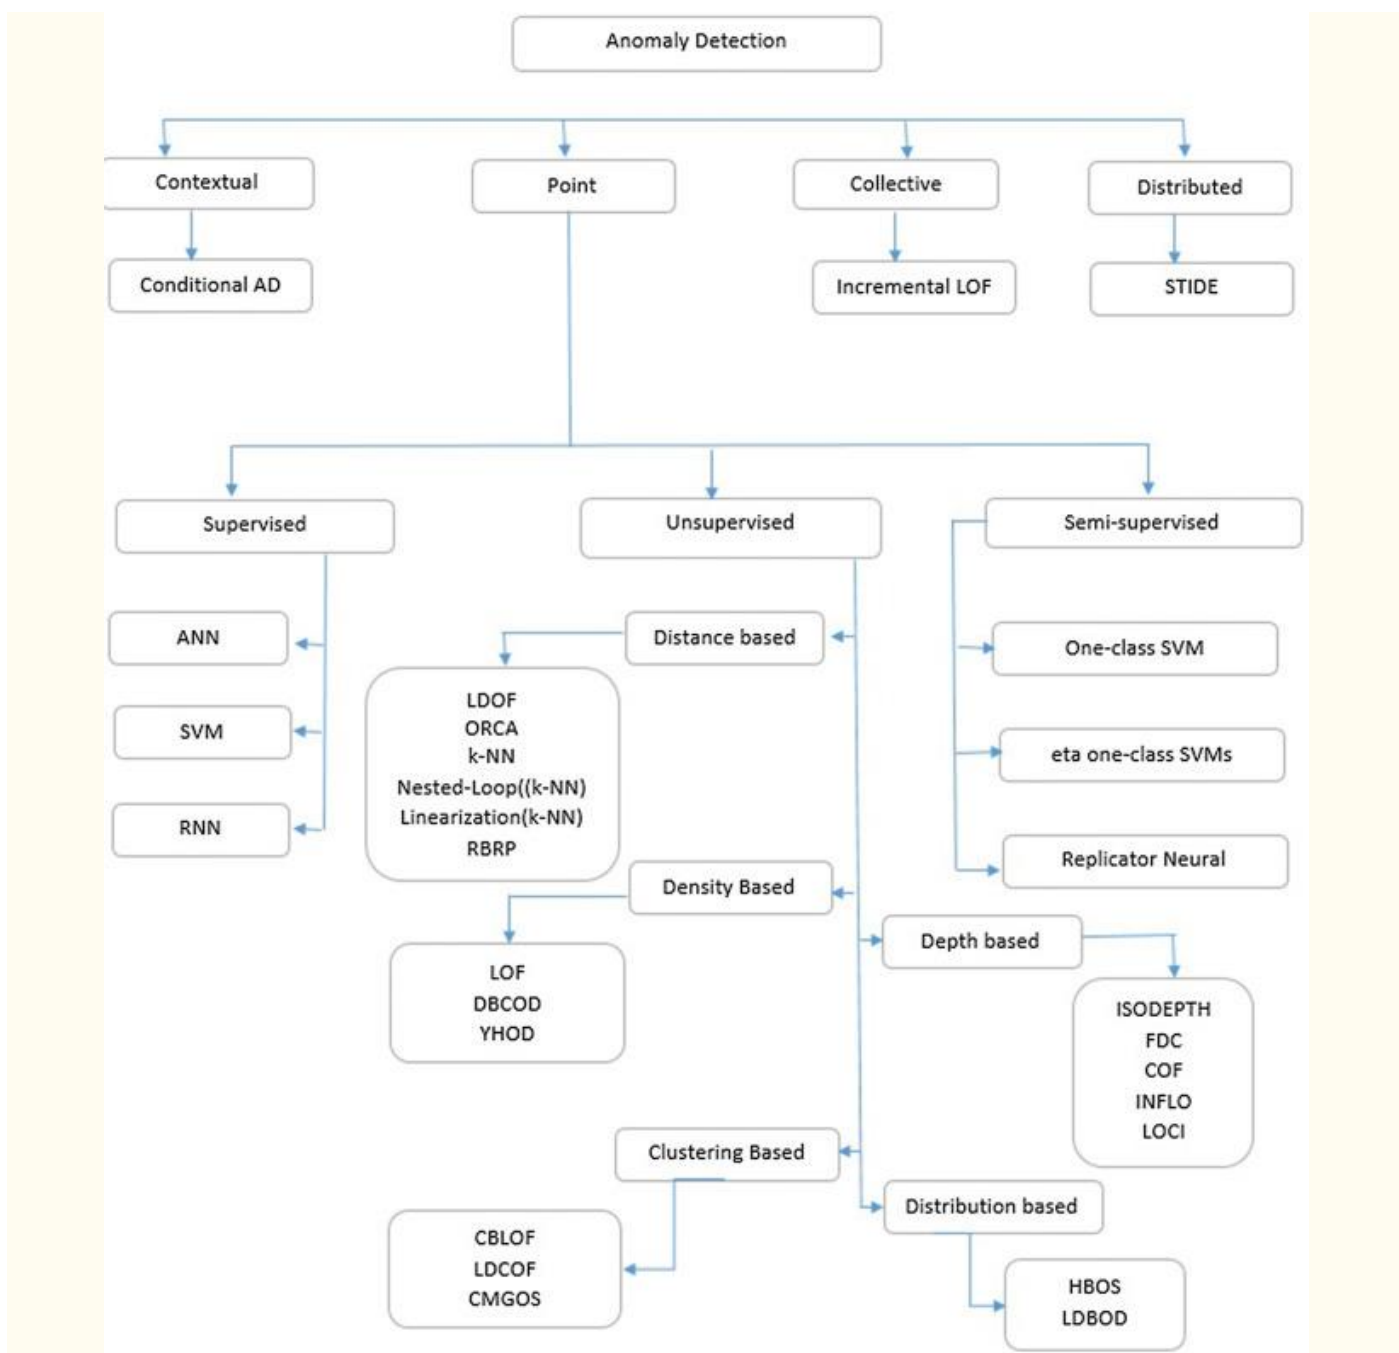 Anomaly Detection
Contextual
Point
Collective
Distributed
Conditional AD
Incremental LOF
STIDE
Supervised
Unsupervised
Semi-supervised
ANN
SVM
RNN
Distance based
LDOF
ORCA
k-NN
Nested-Loop((k-NN)
Linearization(k-NN)
RBRP
Density Based
LOF
DBCOD
YHOD
Clustering Based
CBLOF
LDCOF
CMGOS
Depth based
ISODEPTH
FDC
COF
INFLO
LOCI
Distribution based
HBOS
LDBOD
One-class SVM
eta one-class SVMs
Replicator Neural